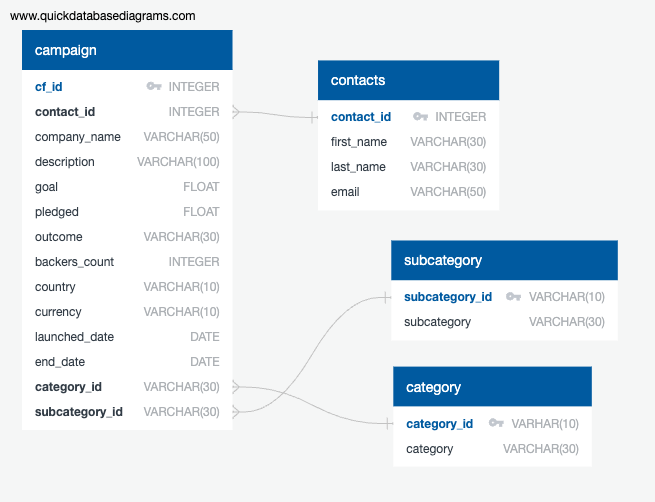 www.quickdatabasediagrams.com
campaign
cf_id INTEGER
contact_id INTEGER
company_name VARCHAR(50)
description VARCHAR(100)
goal FLOAT
pledged FLOAT
outcome VARCHAR(30)
backers_count INTEGER
country VARCHAR(10)
currency VARCHAR(10)
launched_date DATE
end_date DATE
category_id VARCHAR(30)
subcategory_id VARCHAR(30)
contacts
contact_id INTEGER
first_name VARCHAR(30)
last_name VARCHAR(30)
email VARCHAR(50)
subcategory
subcategory_id VARCHAR(10)
subcategory VARCHAR(30)
category
category_id VARHAR(10)
category VARCHAR(30)